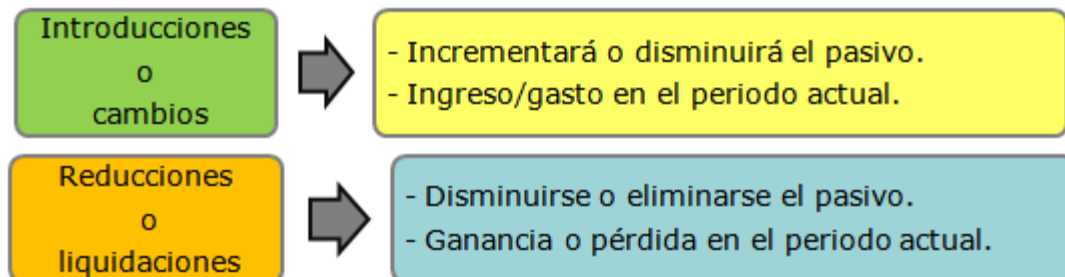 Introducciones
o
cambios
- Incrementará o disminuirá el pasivo.
- Ingreso/gasto en el periodo actual.
Reducciones
o
liquidaciones
- Disminuirse o eliminarse el pasivo.
- Ganancia o pérdida en el periodo actual.